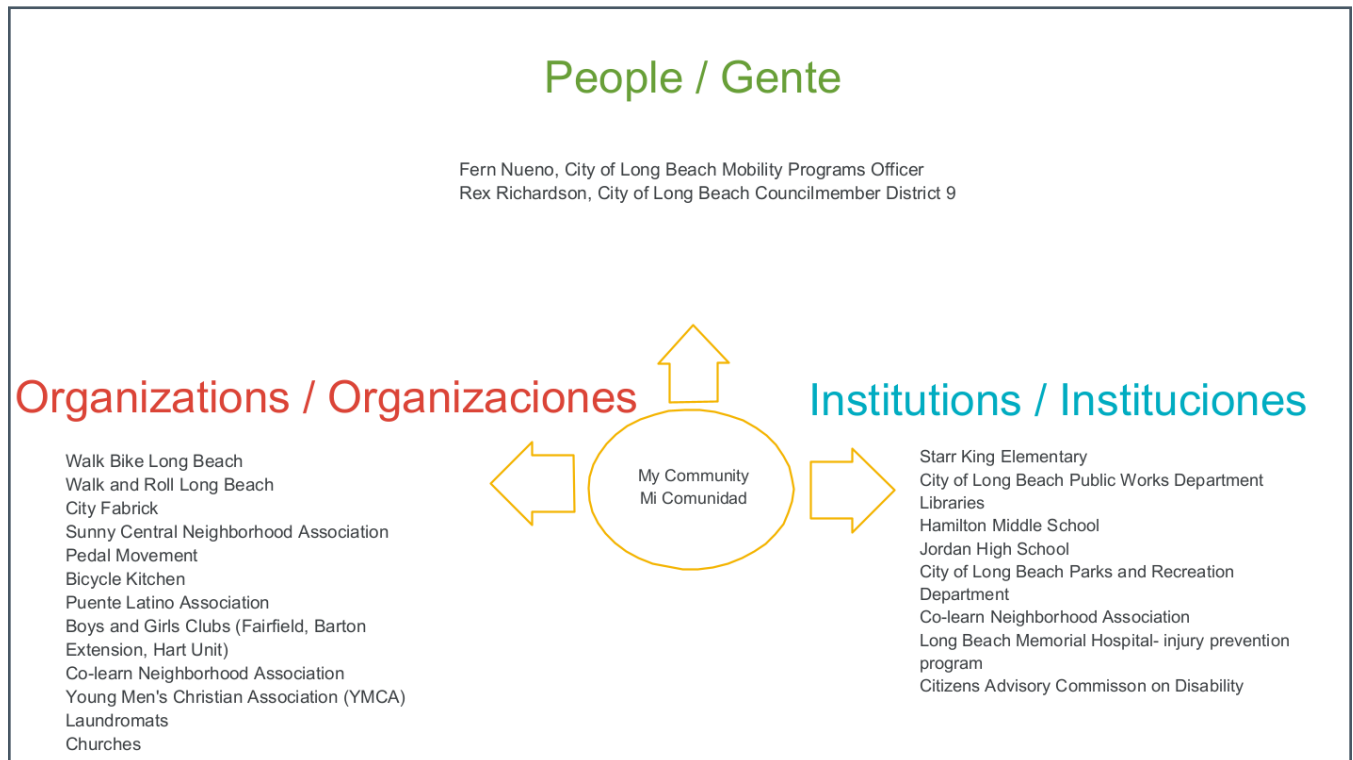 People / Gente
Fern Nueno, City of Long Beach Mobility Programs Officer
Rex Richardson, City of Long Beach Councilmember District 9
Organizations / Organizaciones
Walk Bike Long Beach
Walk and Roll Long Beach
City Fabrick
Sunny Central Neighborhood Association
Pedal Movement
Bicycle Kitchen
Puente Latino Association
Boys and Girls Clubs (Fairfield, Barton
Extension, Hart Unit)
Co-learn Neighborhood Association
Young Men's Christian Association (YMCA)
Laundromats
Churches
My Community
Mi Comunidad
Institutions / Instituciones
Starr King Elementary
City of Long Beach Public Works Department
Libraries
Hamilton Middle School
Jordan High School
City of Long Beach Parks and Recreation
Department
Co-learn Neighborhood Association
Long Beach Memorial Hospital- injury prevention
program
Citizens Advisory Commisson on Disability